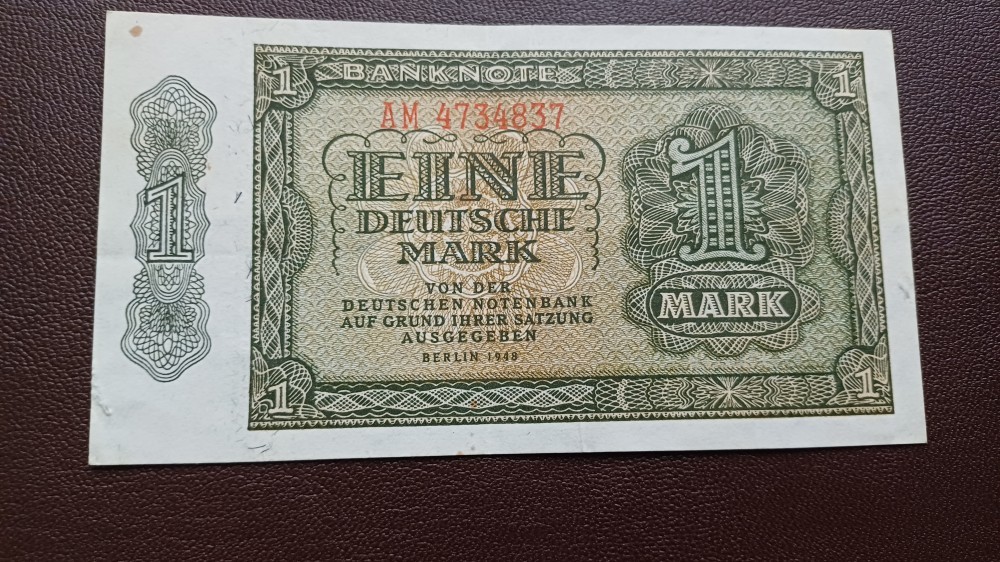 1 BANKNOTE 1
AM 4734837
EINE
DEUTSCHE
MARK
VON DER
DEUTSCHEN NOTENBANK
AUF GRUND IHRER SATZUNG
AUSGEGEBEN
BERLIN 1948
1
1
MARK
1 1